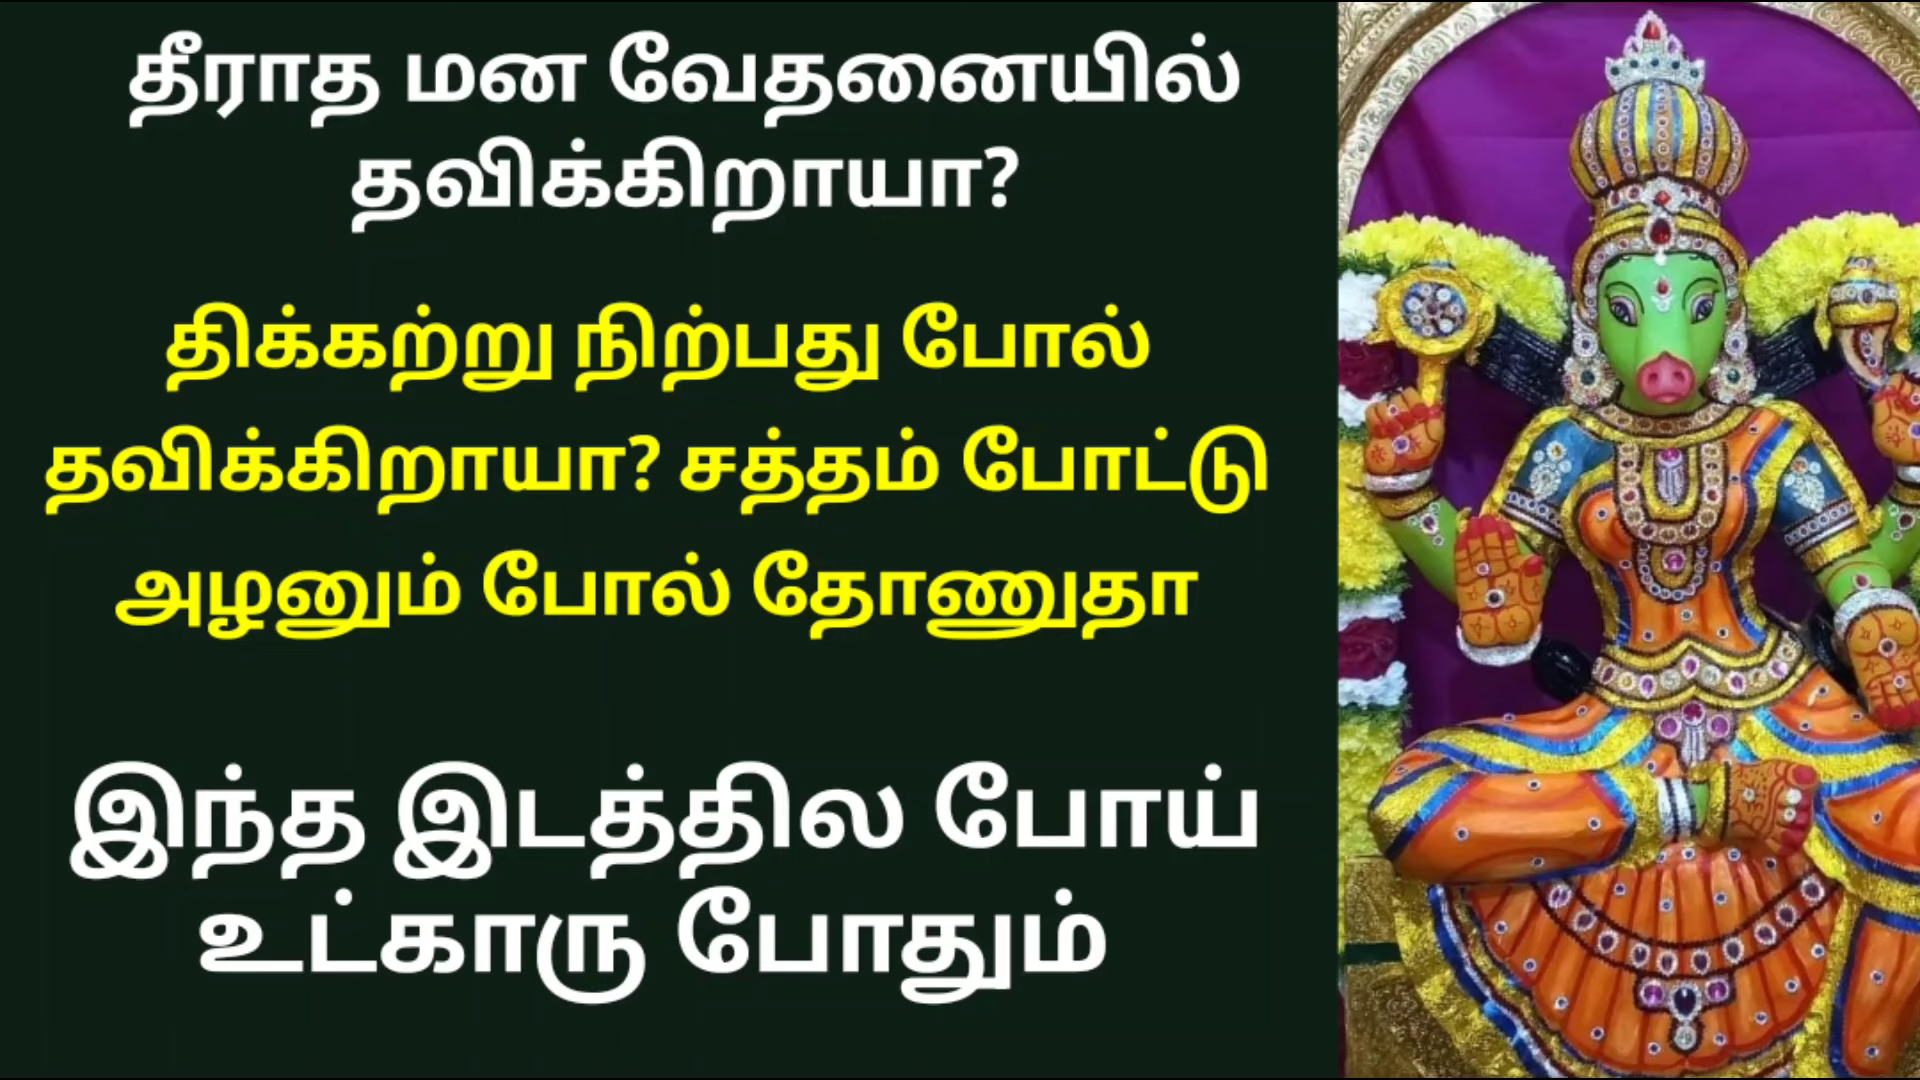 தீராத மன வேதனையில்
தவிக்கிறாயா?
திக்கற்று நிற்பது போல்
தவிக்கிறாயா? சத்தம் போட்டு
அழனும் போல் தோணுதா
இந்த இடத்தில போய்
உட்காரு போதும்